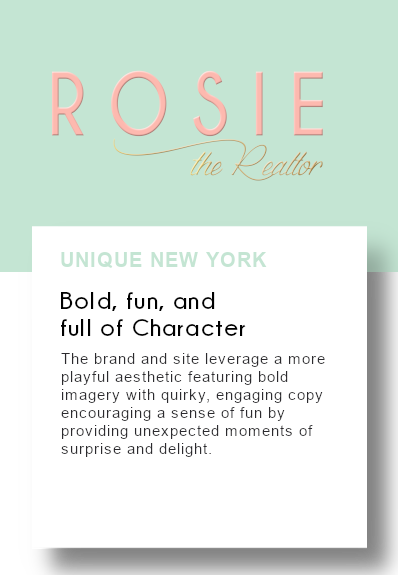 ROSIE
the Realtor
UNIQUE NEW YORK
Bold, fun, and
full of Character
The brand and site leverage a more
playful aesthetic featuring bold
imagery with quirky, engaging copy
encouraging a sense of fun by
providing unexpected moments of
surprise and delight.